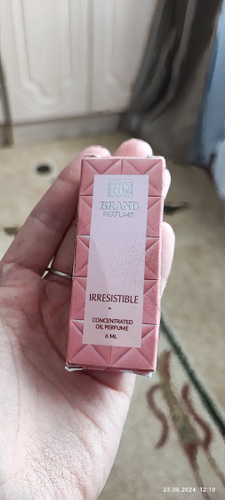 BRAND
PERFUME
IRRESISTIBLE
CONCENTRATED
OIL PERFUME
6 ML
25.06.2024 12:10